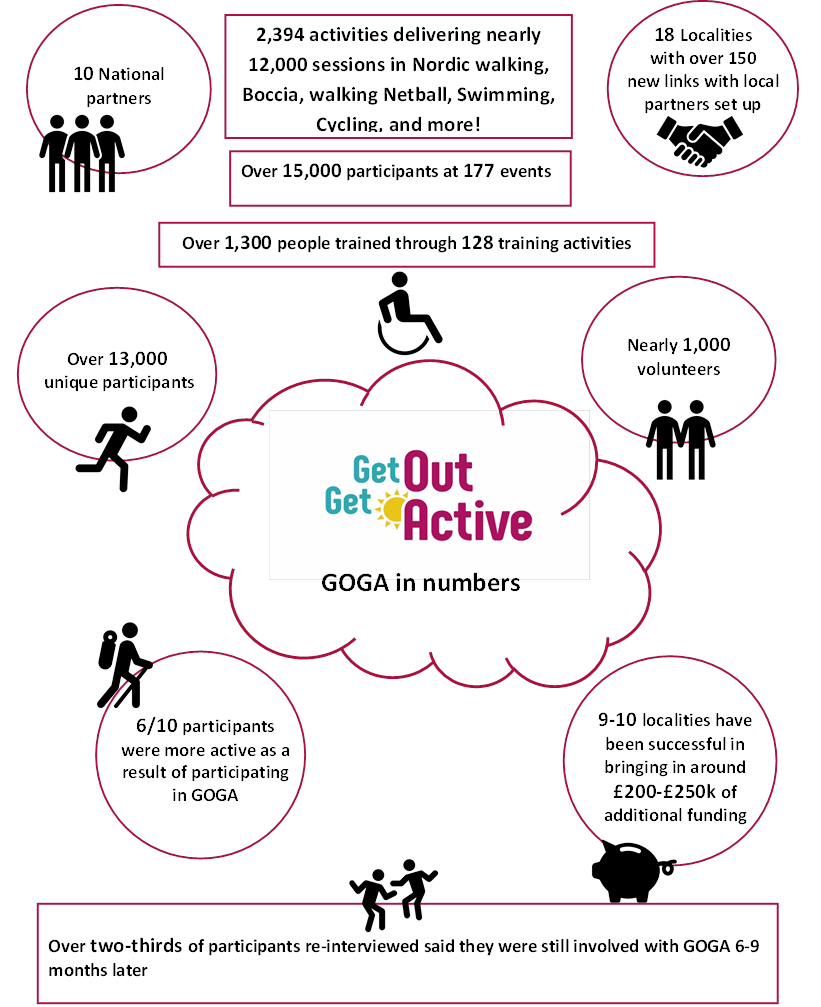 10 National
partners
2,394 activities delivering nearly
12,000 sessions in Nordic walking,
Boccia, walking Netball, Swimming,
Cycling, and more!
18 Localities
with over 150
new links with local
partners set up
Over 15,000 participants at 177 events
Over 1,300 people trained through 128 training activities
Over 13,000
unique participants
Nearly 1,000
volunteers
Get Out
Get Active
GOGA in numbers
6/10 participants
were more active as a
result of participating
in GOGA
9-10 localities have
been successful in
bringing in around
£200-£250k of
additional funding
Over two-thirds of participants re-interviewed said they were still involved with GOGA 6-9
months later